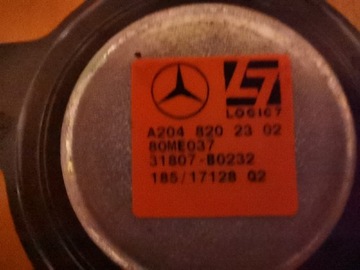 LOGIC7
A204 820 23 02
80ME037
31807-B0232
185/17128 Q2